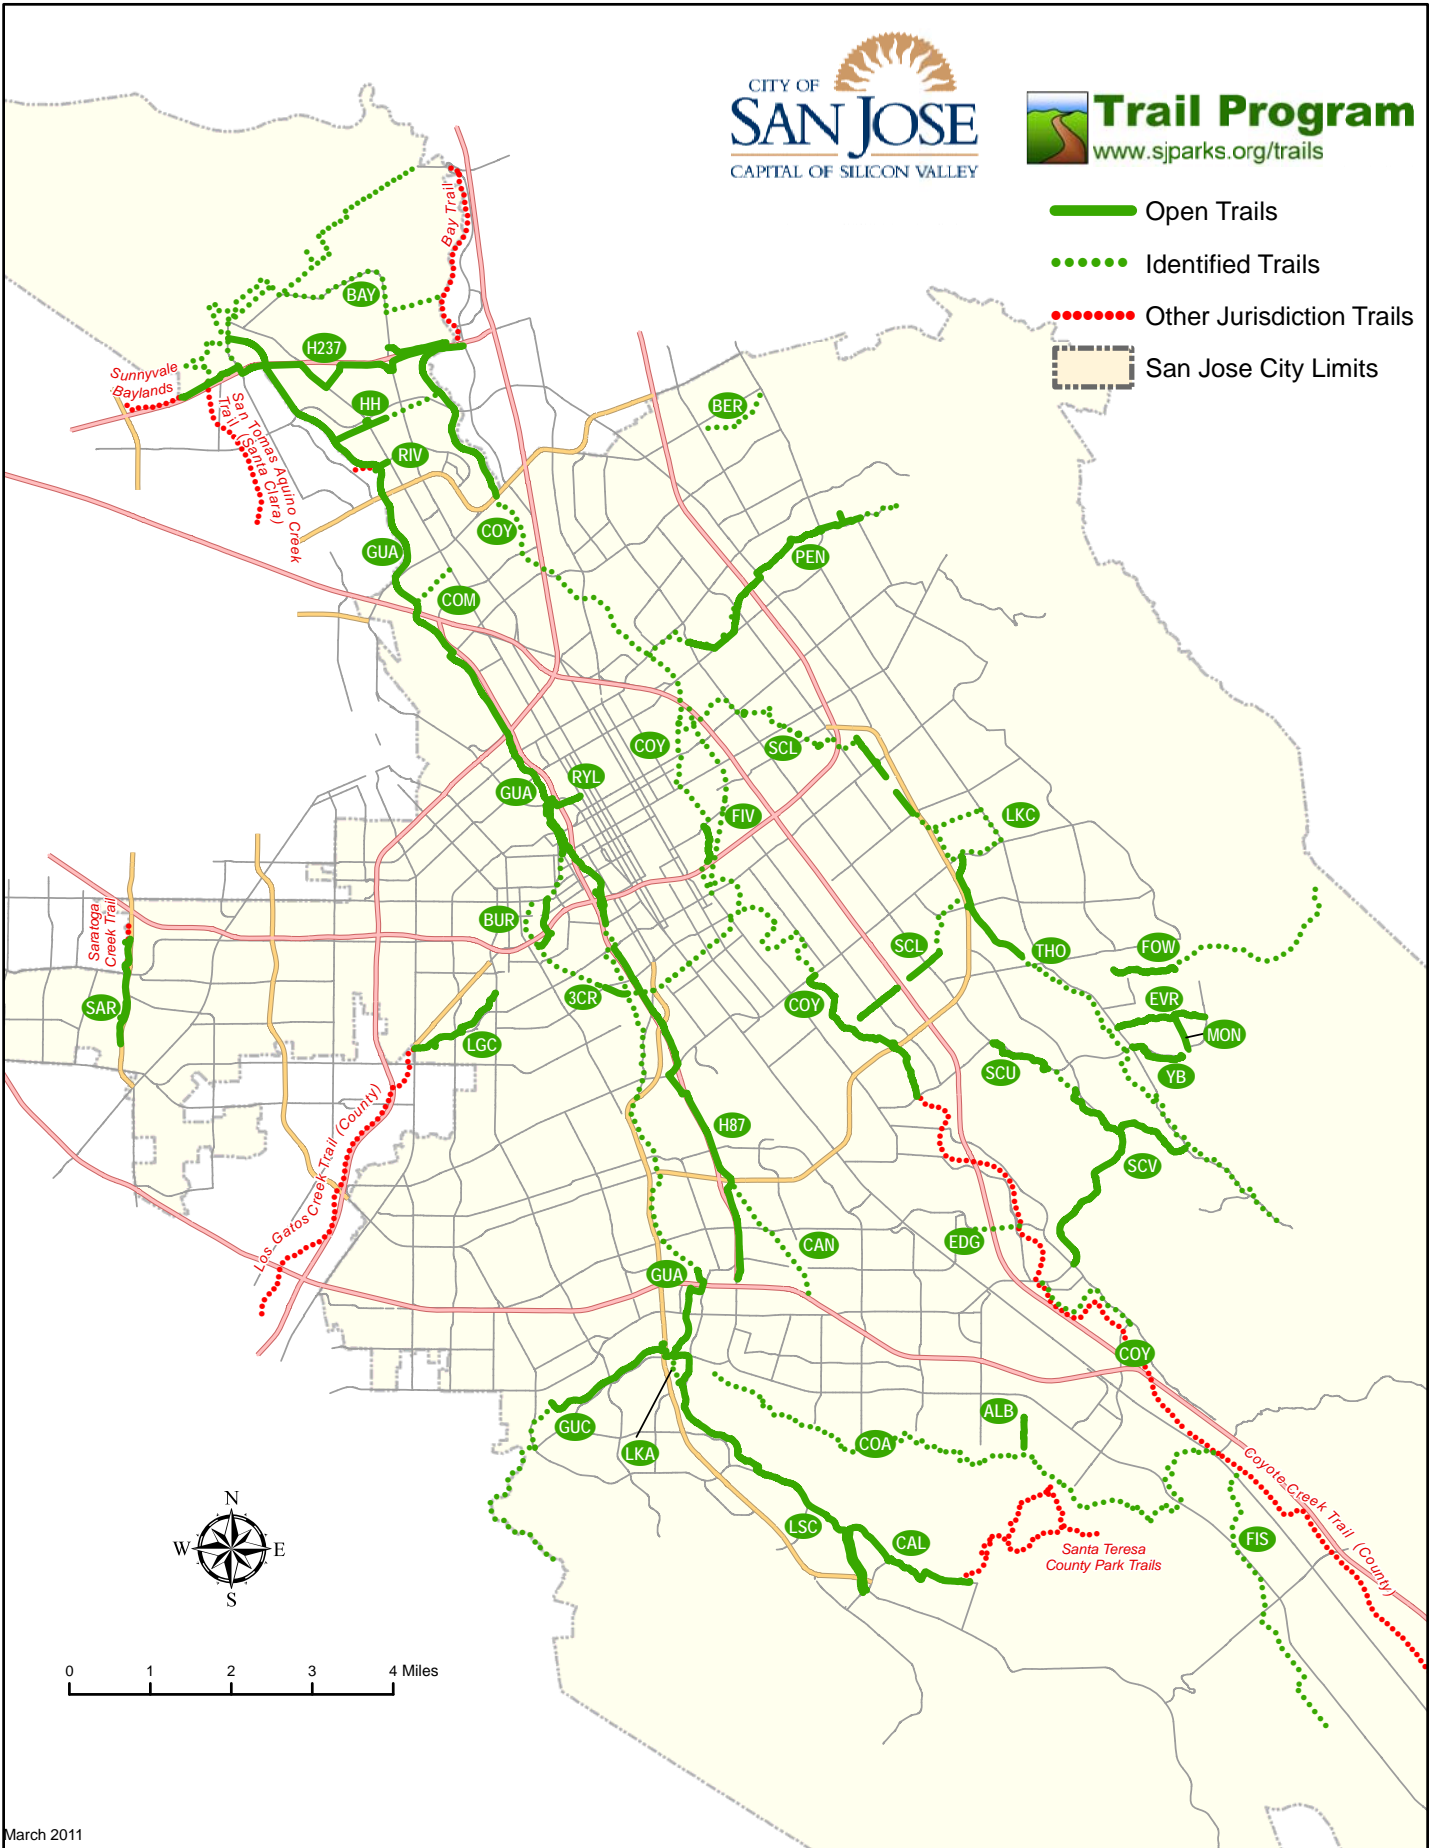 CITY OF
SAN JOSE
CAPITAL OF SILICON VALLEY
Trail Program
www.sjparks.org/trails
Open Trails
Identified Trails
Other Jurisdiction Trails
San Jose City Limits
Bay Trail
BAY
H237
Sunnyvale
Baylands
HH
San Tomas Aquino Creek
Trail (Santa Clara)
BER
RIV
COY
GUA
PEN
COM
COY
SCL
RYL
GUA
FIV
LKC
Saratoga
Creek Trail
BUR
SCL
THO
FOW
3CR
COY
EVR
SAR
MON
LGC
SCU
YB
Los Gatos Creek Trail (County)
H87
SCV
CAN
EDG
GUA
COY
ALB
GUC
COA
LKA
Coyote Creek Trail (County)
LSC
CAL
FIS
Santa Teresa
County Park Trails
N
W
E
S
0 1 2 3 4 Miles
March 2011